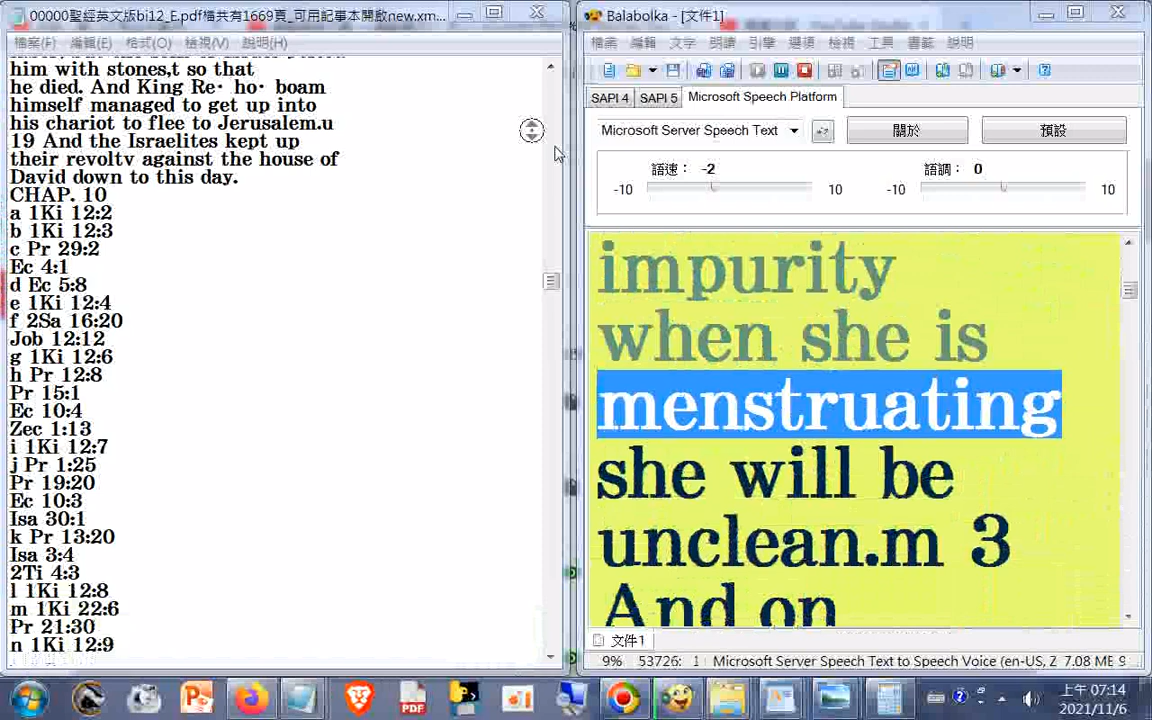 00000聖經英文版bi12_E.pdf檔共有1669頁_可用記事本開啟new.xm...
檔案(F) 編輯(E) 格式(O) 檢視(V) 說明(H)
him with stones,t so that
he died. And King Re· ho· boam
himself managed to get up into
his chariot to flee to Jerusalem.u
19 And the Israelites kept up
their revoltv against the house of
David down to this day.
CHAP. 10
a 1Ki 12:2
b 1Ki 12:3
c Pr 29:2
Ec 4:1
d Ec 5:8
e 1Ki 12:4
f 2Sa 16:20
Job 12:12
g 1Ki 12:6
h Pr 12:8
Pr 15:1
Ec 10:4
Zec 1:13
i 1Ki 12:7
j Pr 1:25
Pr 19:20
Ec 10:3
Isa 30:1
k Pr 13:20
Isa 3:4
2Ti 4:3
l 1Ki 12:8
m 1Ki 22:6
Pr 21:30
n 1Ki 12:9
Balabolka - [文件1]
檔案 編輯 文字 朗讀 引擎 選項 檢視 工具 書籤 說明
SAPI 4 SAPI 5 Microsoft Speech Platform
Microsoft Server Speech Text 關於 預設
語速： -2 語調： 0
-10 10 -10 10
impurity
when she is
menstruating
she will be
unclean.m 3
And on
文件1
9% 53726: 1 Microsoft Server Speech Text to Speech Voice (en-US, Z 7.08 MB 9
PDF
上午 07:14
2021/11/6